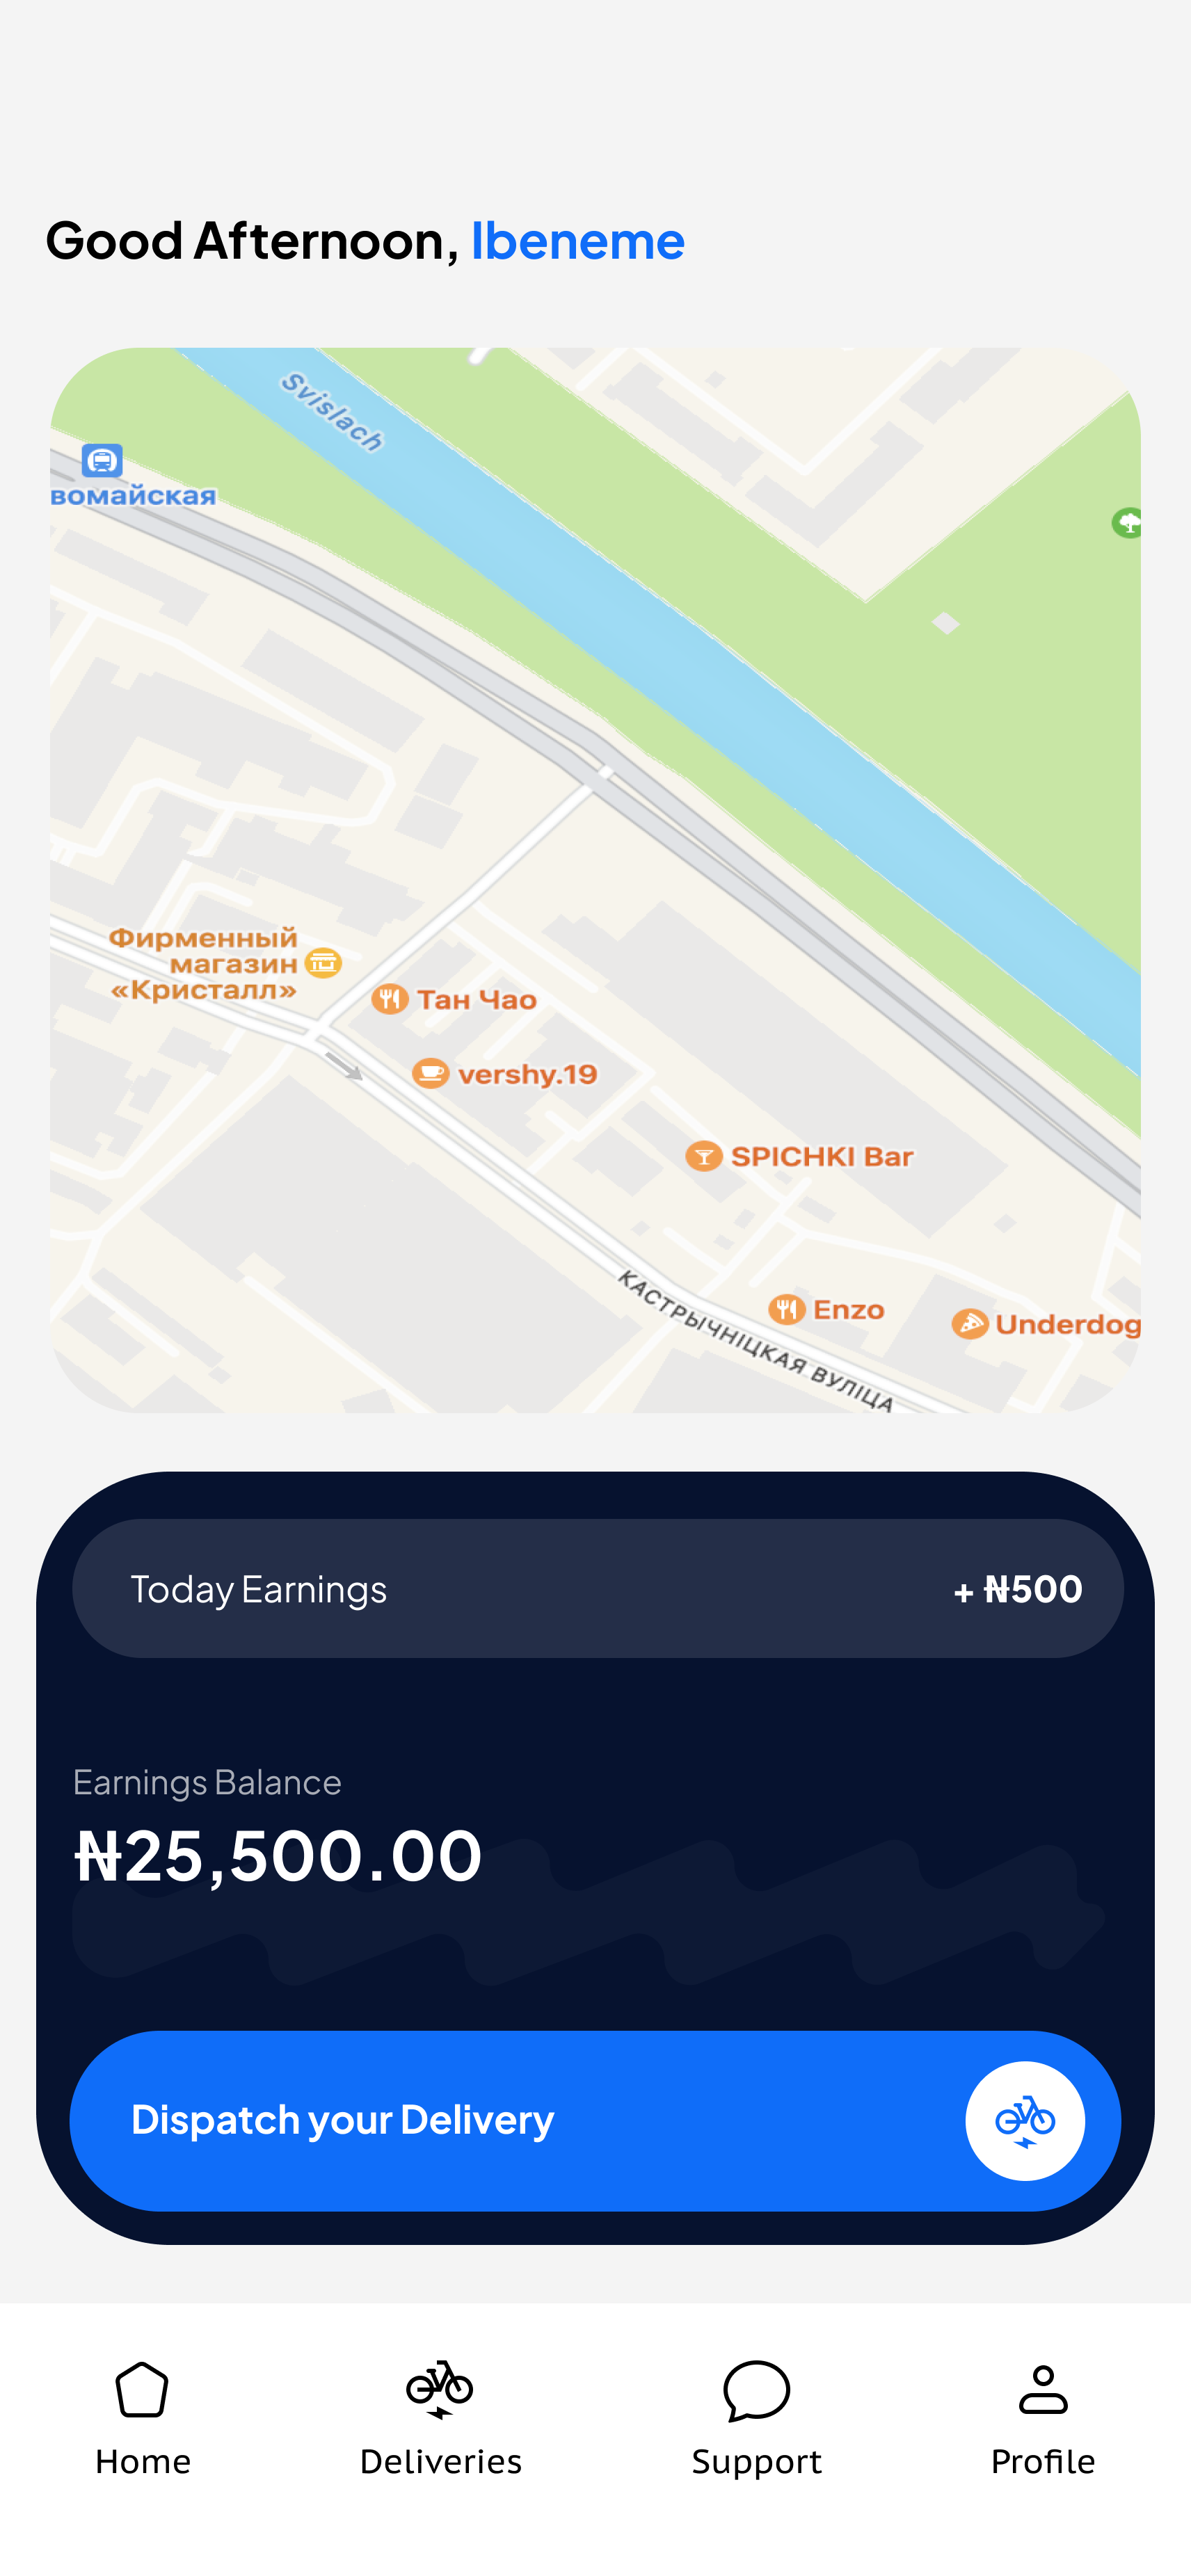 Good Afternoon, Ibeneme
Svislach
вомайская
Фирменный
магазин
«Кристалл»
Тан Чао
vershy.19
SPICHKI Bar
Enzo
Underdog
КАСТРЫЧНІЦКАЯ ВУЛІЦА
Today Earnings
+ ₦500
Earnings Balance
₦25,500.00
Dispatch your Delivery
Home
Deliveries
Support
Profile